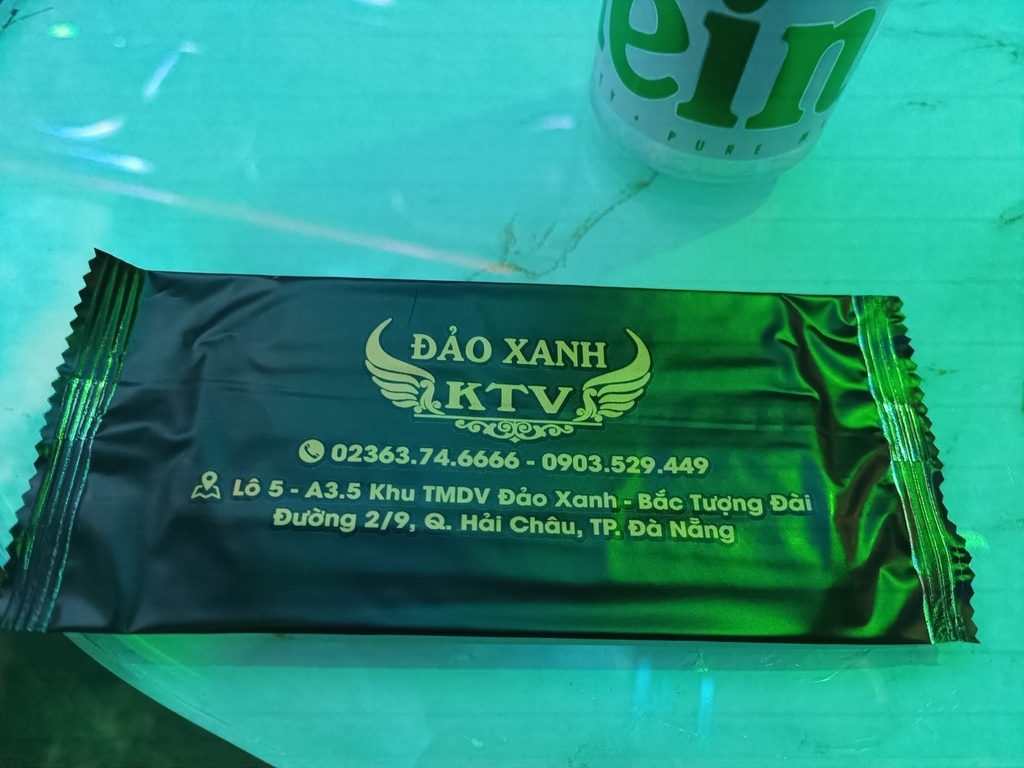 ein
PURE
ĐẢO XANH
KTV
02363.74.6666 - 0903.529.449
Lô 5 - A3.5 Khu TMDV Đảo Xanh - Bắc Tượng Đài
Đường 2/9, Q. Hải Châu, TP. Đà Nẵng